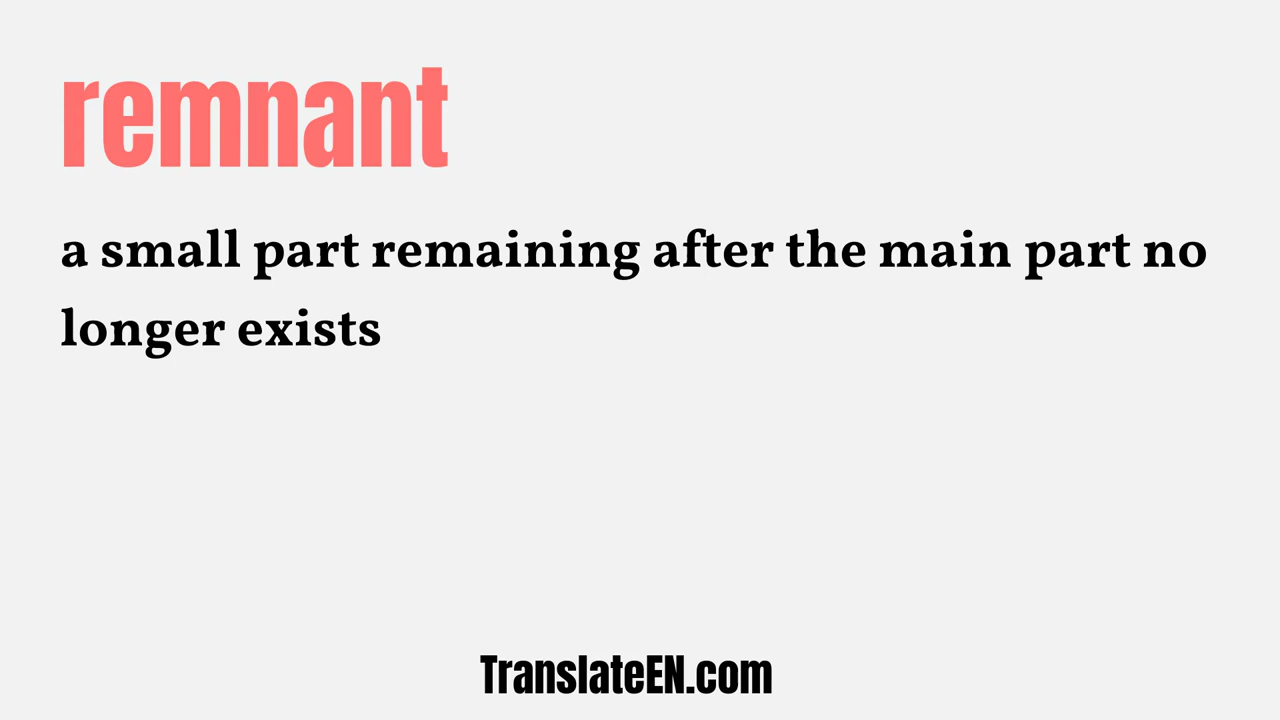 remnant
a small part remaining after the main part no
longer exists
TranslateEN.com